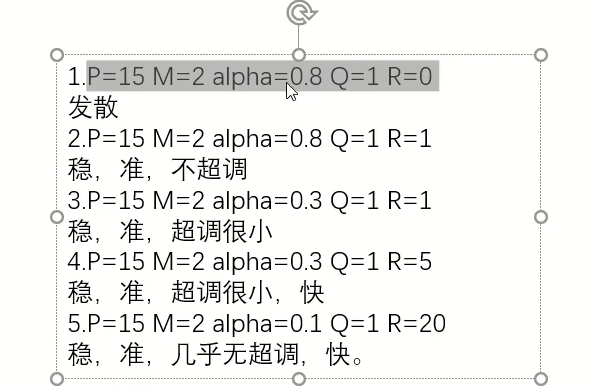 1.P=15 M=2 alpha=0.8 Q=1 R=0
发散
2.P=15 M=2 alpha=0.8 Q=1 R=1
稳，准，不超调
3.P=15 M=2 alpha=0.3 Q=1 R=1
稳，准，超调很小
4.P=15 M=2 alpha=0.3 Q=1 R=5
稳，准，超调很小，快
5.P=15 M=2 alpha=0.1 Q=1 R=20
稳，准，几乎无超调，快。